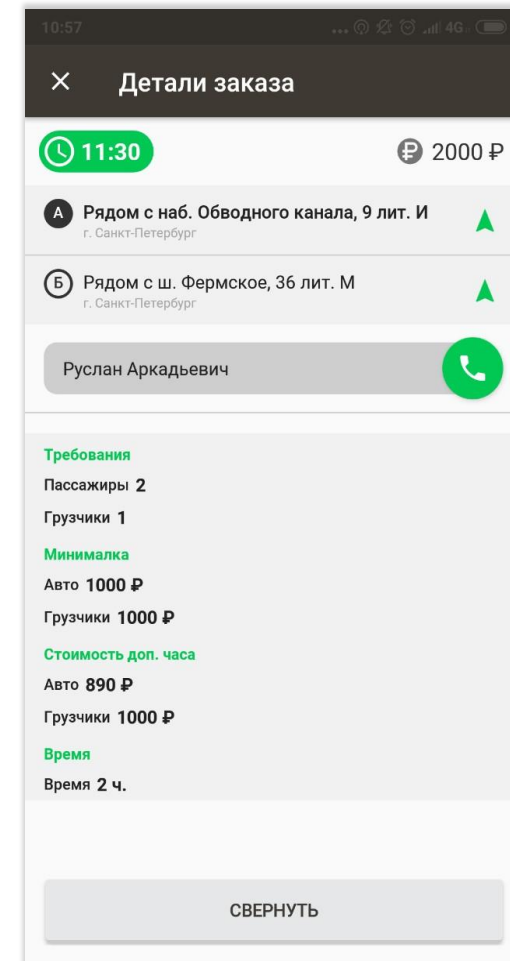 10:57 ... 4G
Детали заказа
11:30 2000 ₽
А Рядом с наб. Обводного канала, 9 лит. И
г. Санкт-Петербург
Б Рядом с ш. Фермское, 36 лит. М
г. Санкт-Петербург
Руслан Аркадьевич
Требования
Пассажиры 2
Грузчики 1
Минималка
Авто 1000 ₽
Грузчики 1000 ₽
Стоимость доп. часа
Авто 890 ₽
Грузчики 1000 ₽
Время
Время 2 ч.
СВЕРНУТЬ